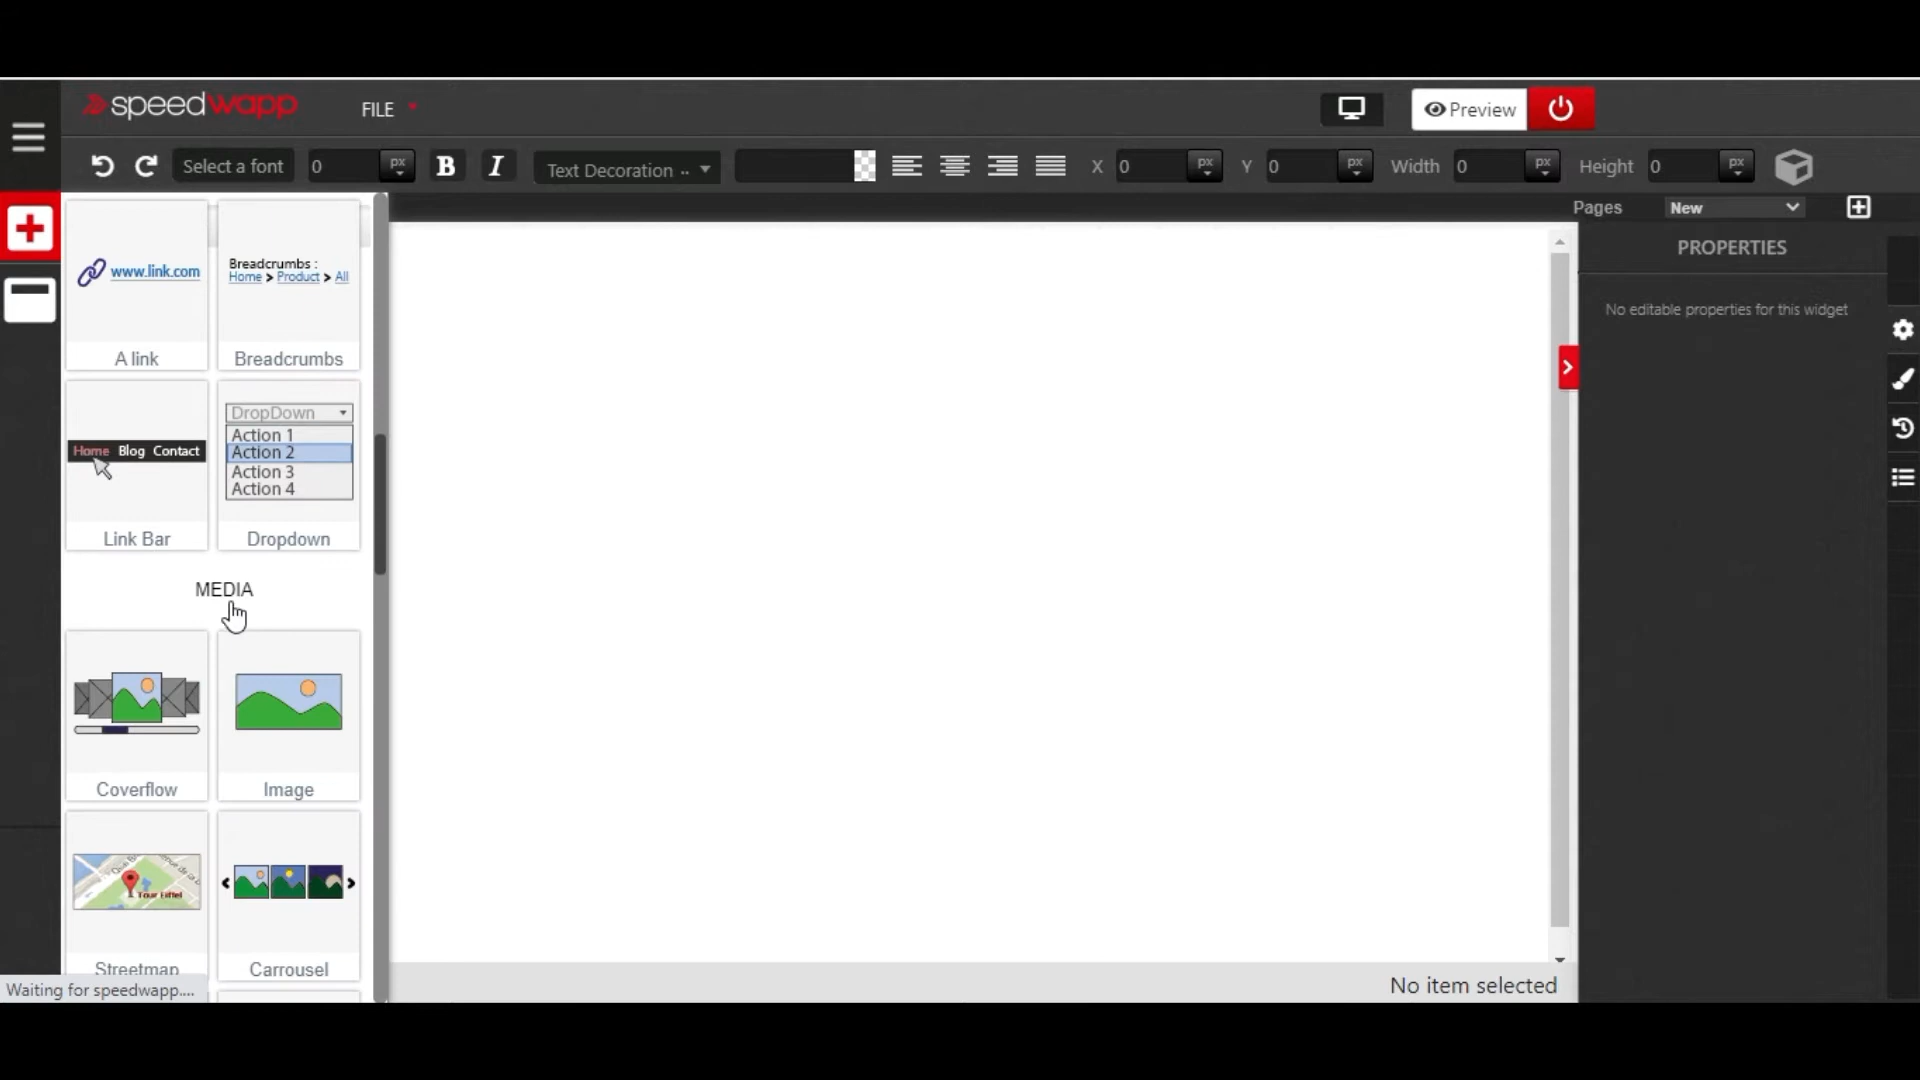 speedwapp
FILE
Preview
Select a font
0
px
B
I
Text Decoration ..
X
0
px
Y
0
px
Width
0
px
Height
0
px
Pages
New
PROPERTIES
No editable properties for this widget
www.link.com
A link
Breadcrumbs :
Home > Product > All
Breadcrumbs
Home Blog Contact
Link Bar
DropDown
Action 1
Action 2
Action 3
Action 4
Dropdown
MEDIA
Coverflow
Image
Tour Eiffel
Streetmap
Carrousel
Waiting for speedwapp....
No item selected